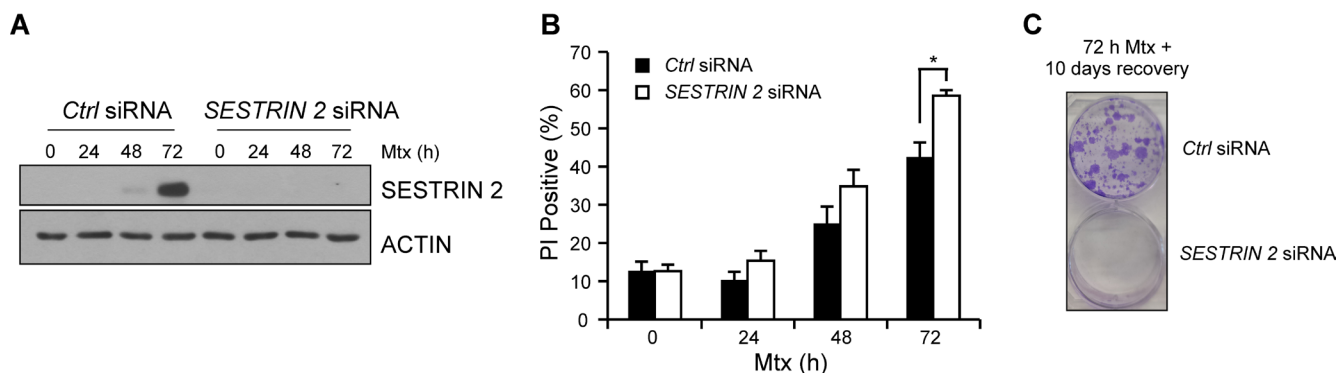 A
Ctrl siRNA SESTRIN 2 siRNA
0 24 48 72 0 24 48 72 Mtx (h)
SESTRIN 2
ACTIN
B
70
60
50
40
30
20
10
0
PI Positive (%)
Ctrl siRNA
SESTRIN 2 siRNA
*
0 24 48 72
Mtx (h)
C
72 h Mtx +
10 days recovery
Ctrl siRNA
SESTRIN 2 siRNA